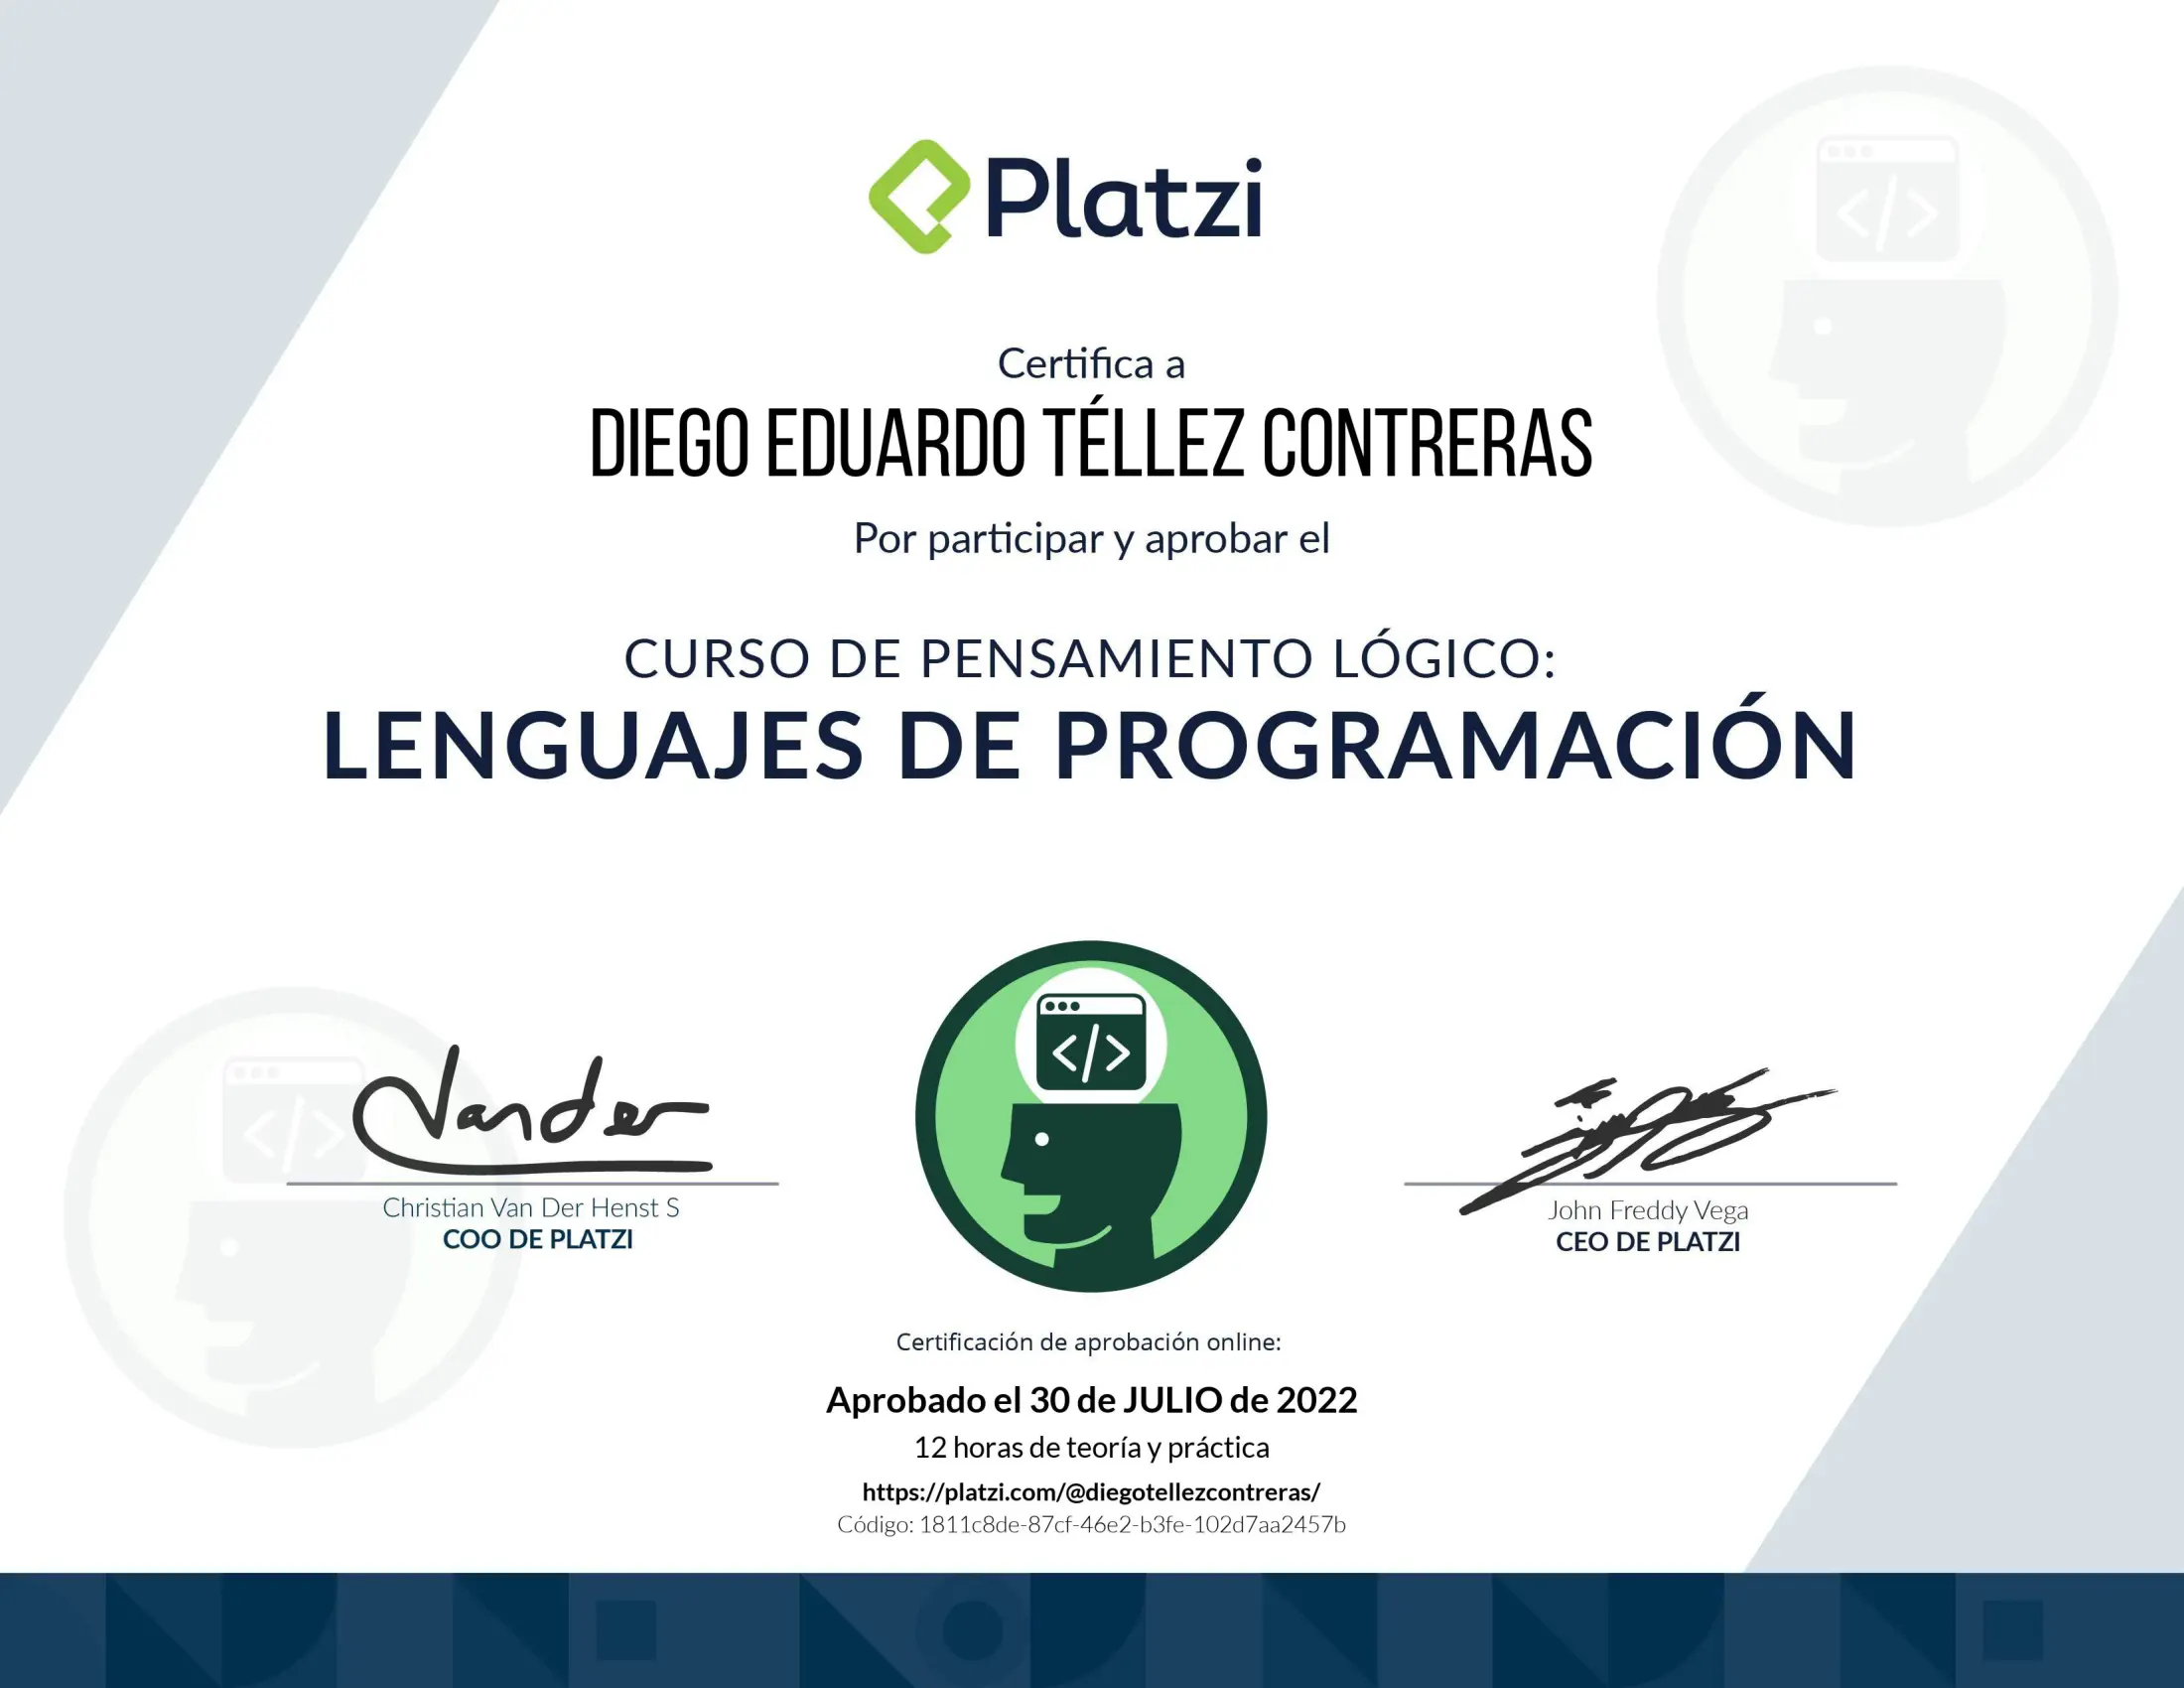 Platzi
Certifica a
DIEGO EDUARDO TÉLLEZ CONTRERAS
Por participar y aprobar el
CURSO DE PENSAMIENTO LÓGICO:
LENGUAJES DE PROGRAMACIÓN
</>
Vander
Christian Van Der Henst S
COO DE PLATZI
John Freddy Vega
CEO DE PLATZI
Certificación de aprobación online:
Aprobado el 30 de JULIO de 2022
12 horas de teoría y práctica
https://platzi.com/@diegotellezcontreras/
Código: 1811c8de-87cf-46e2-b3fe-102d7aa2457b